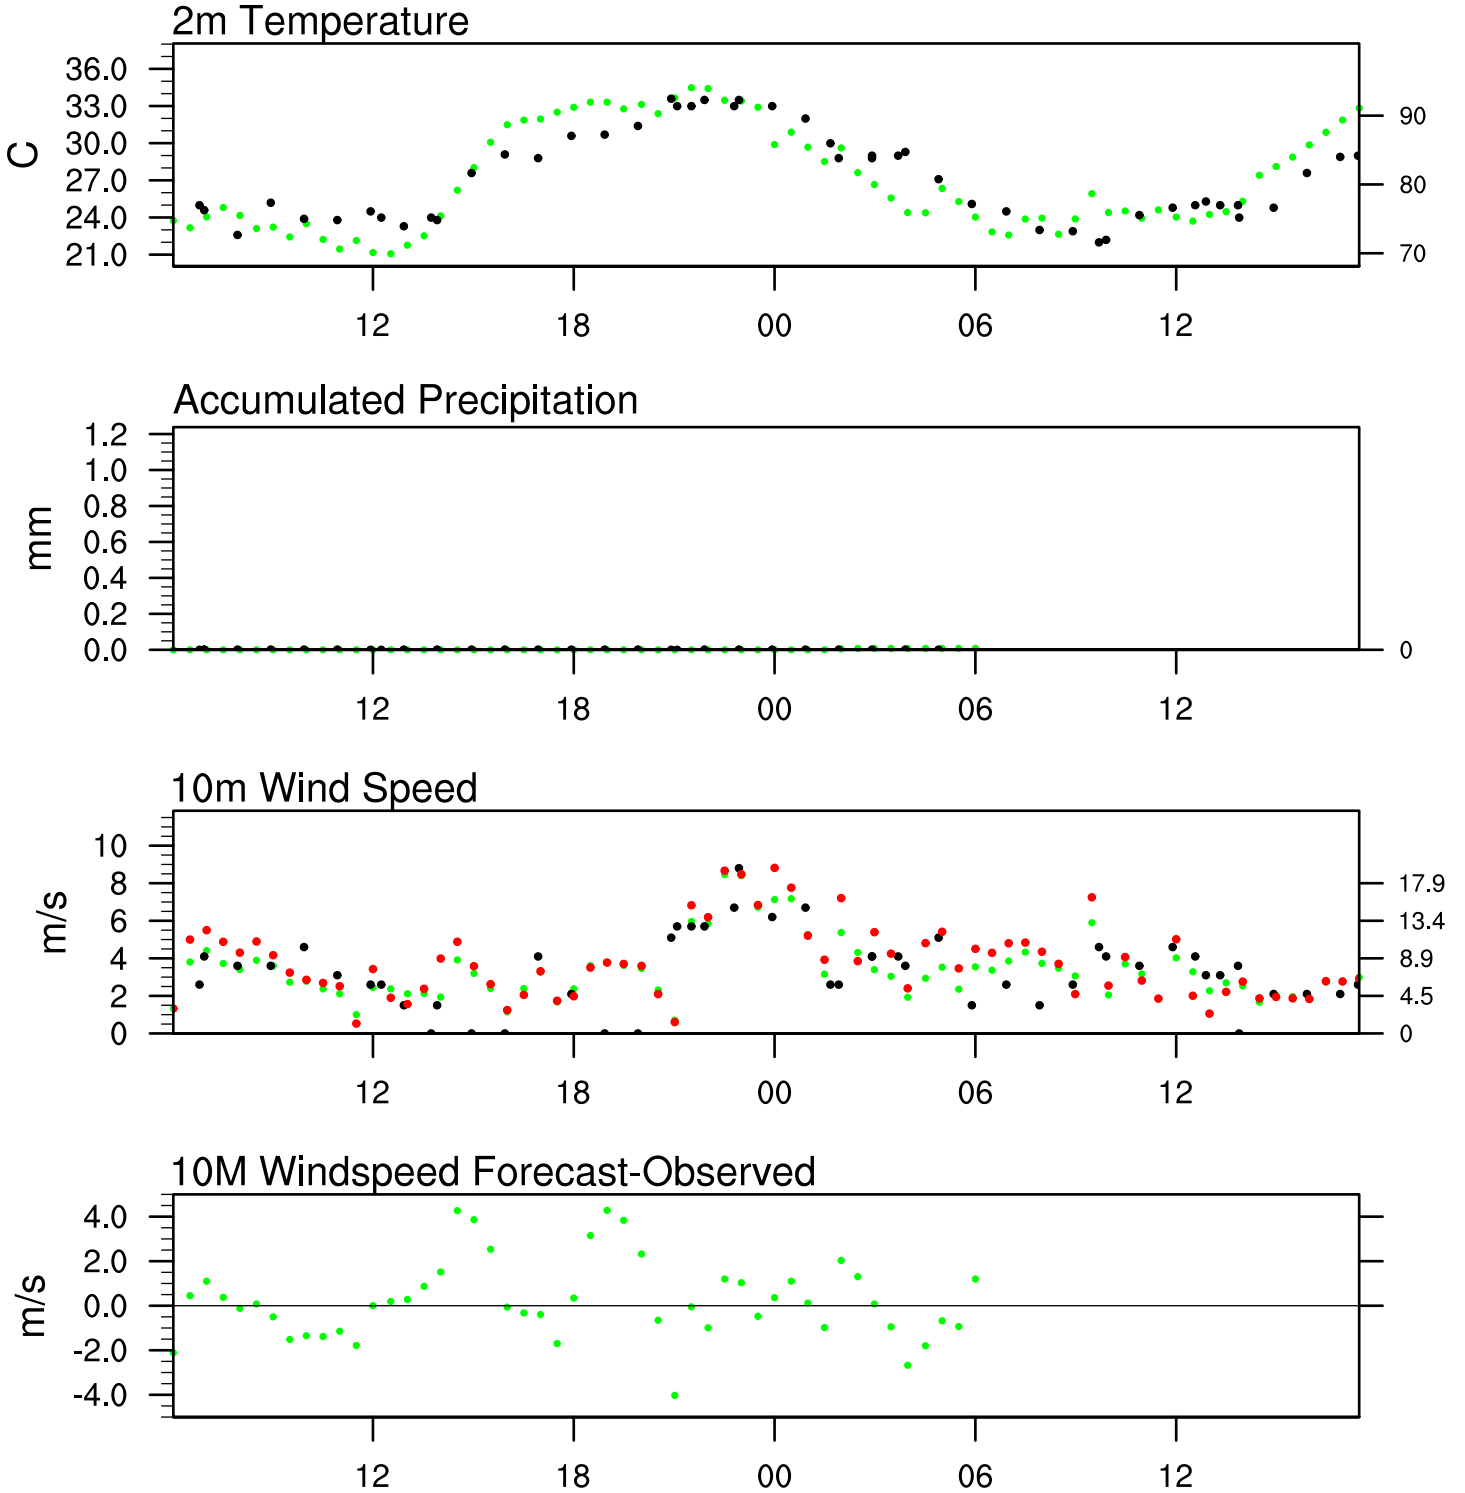 2m Temperature
36.0
33.0
30.0
27.0
24.0
21.0
C
90
80
70
12 18 00 06 12
Accumulated Precipitation
1.2
1.0
0.8
0.6
0.4
0.2
0.0
mm
0
12 18 00 06 12
10m Wind Speed
10
8
6
4
2
0
m/s
17.9
13.4
8.9
4.5
0
12 18 00 06 12
10M Windspeed Forecast-Observed
4.0
2.0
0.0
-2.0
-4.0
m/s
12 18 00 06 12